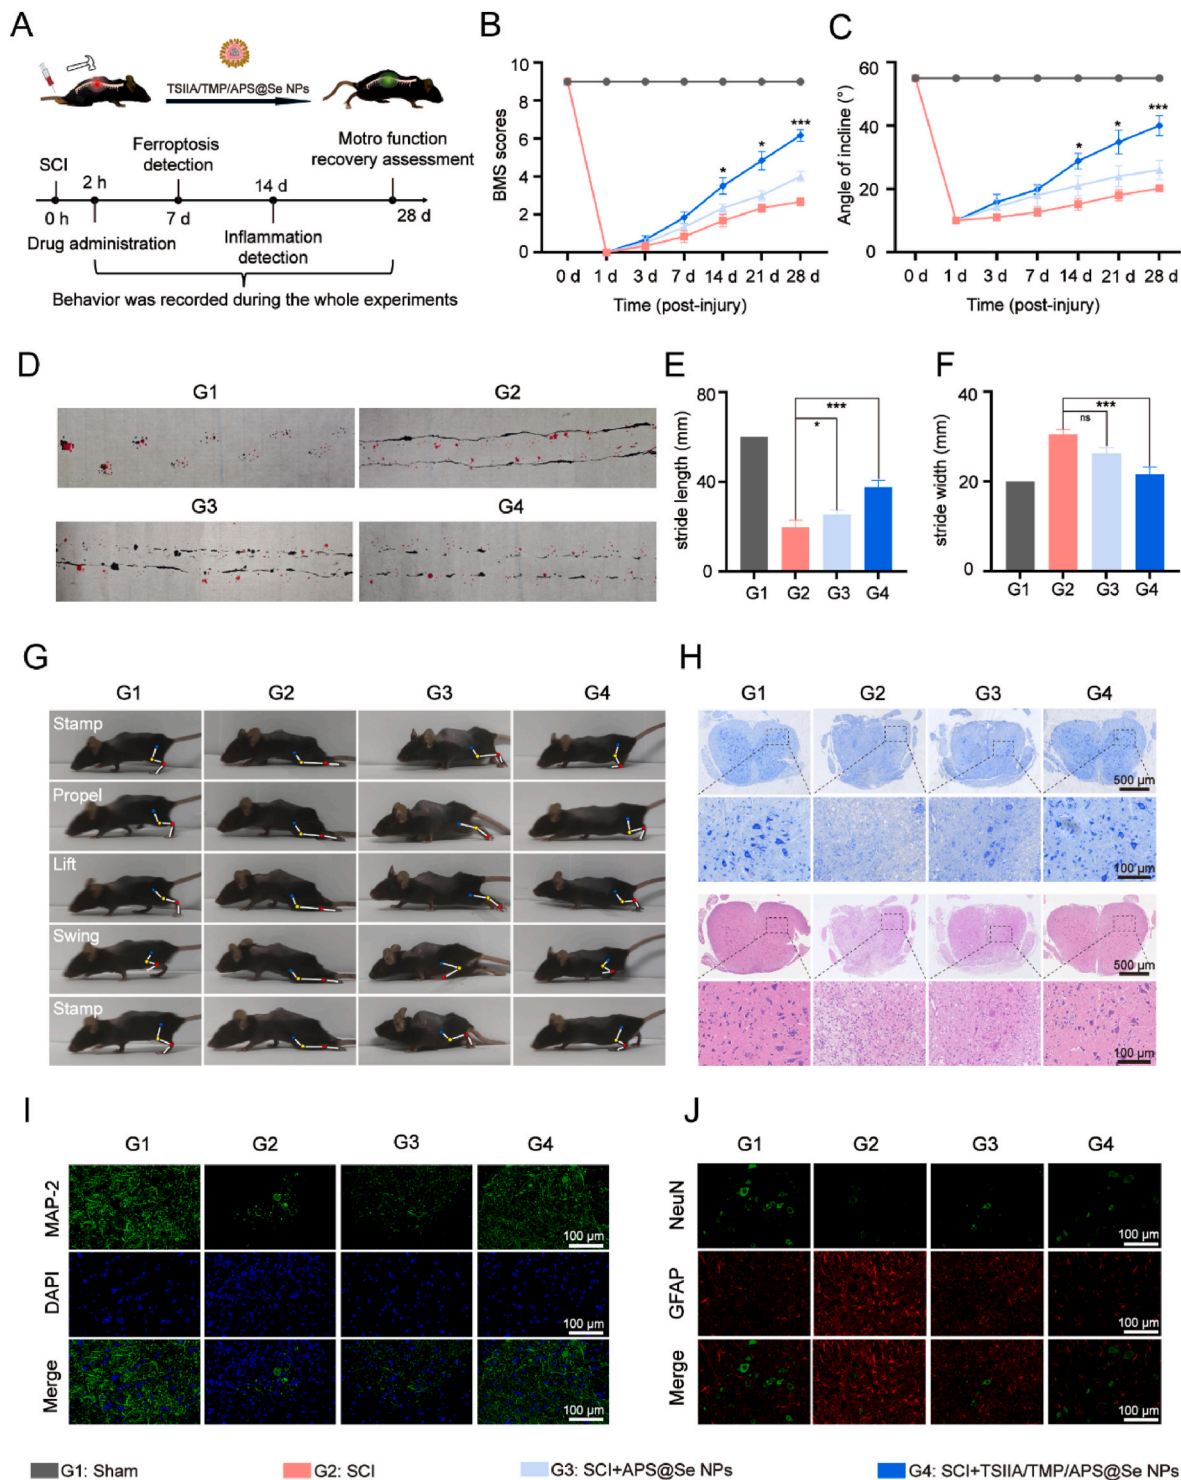 A
TSIIA/TMP/APS@Se NPs
Ferroptosis
detection
Motro function
recovery assessment
SCI
2 h
14 d
0 h
7 d
28 d
Drug administration
Inflammation
detection
Behavior was recorded during the whole experiments
B
BMS scores
10
8
6
4
2
0
* * ***
0 d 1 d 3 d 7 d 14 d 21 d 28 d
Time (post-injury)
C
Angle of incline (°)
60
40
20
0
* * ***
0 d 1 d 3 d 7 d 14 d 21 d 28 d
Time (post-injury)
D
G1 G2
G3 G4
E
stride length (mm)
80
40
0
***
*
G1 G2 G3 G4
F
stride width (mm)
40
20
0
***
ns
G1 G2 G3 G4
G
G1 G2 G3 G4
Stamp
Propel
Lift
Swing
Stamp
H
G1 G2 G3 G4
500 μm
100 μm
500 μm
100 μm
I
G1 G2 G3 G4
MAP-2
100 μm
DAPI
100 μm
Merge
100 μm
J
G1 G2 G3 G4
NeuN
100 μm
GFAP
100 μm
Merge
100 μm
G1: Sham
G2: SCI
G3: SCI+APS@Se NPs
G4: SCI+TSIIA/TMP/APS@Se NPs